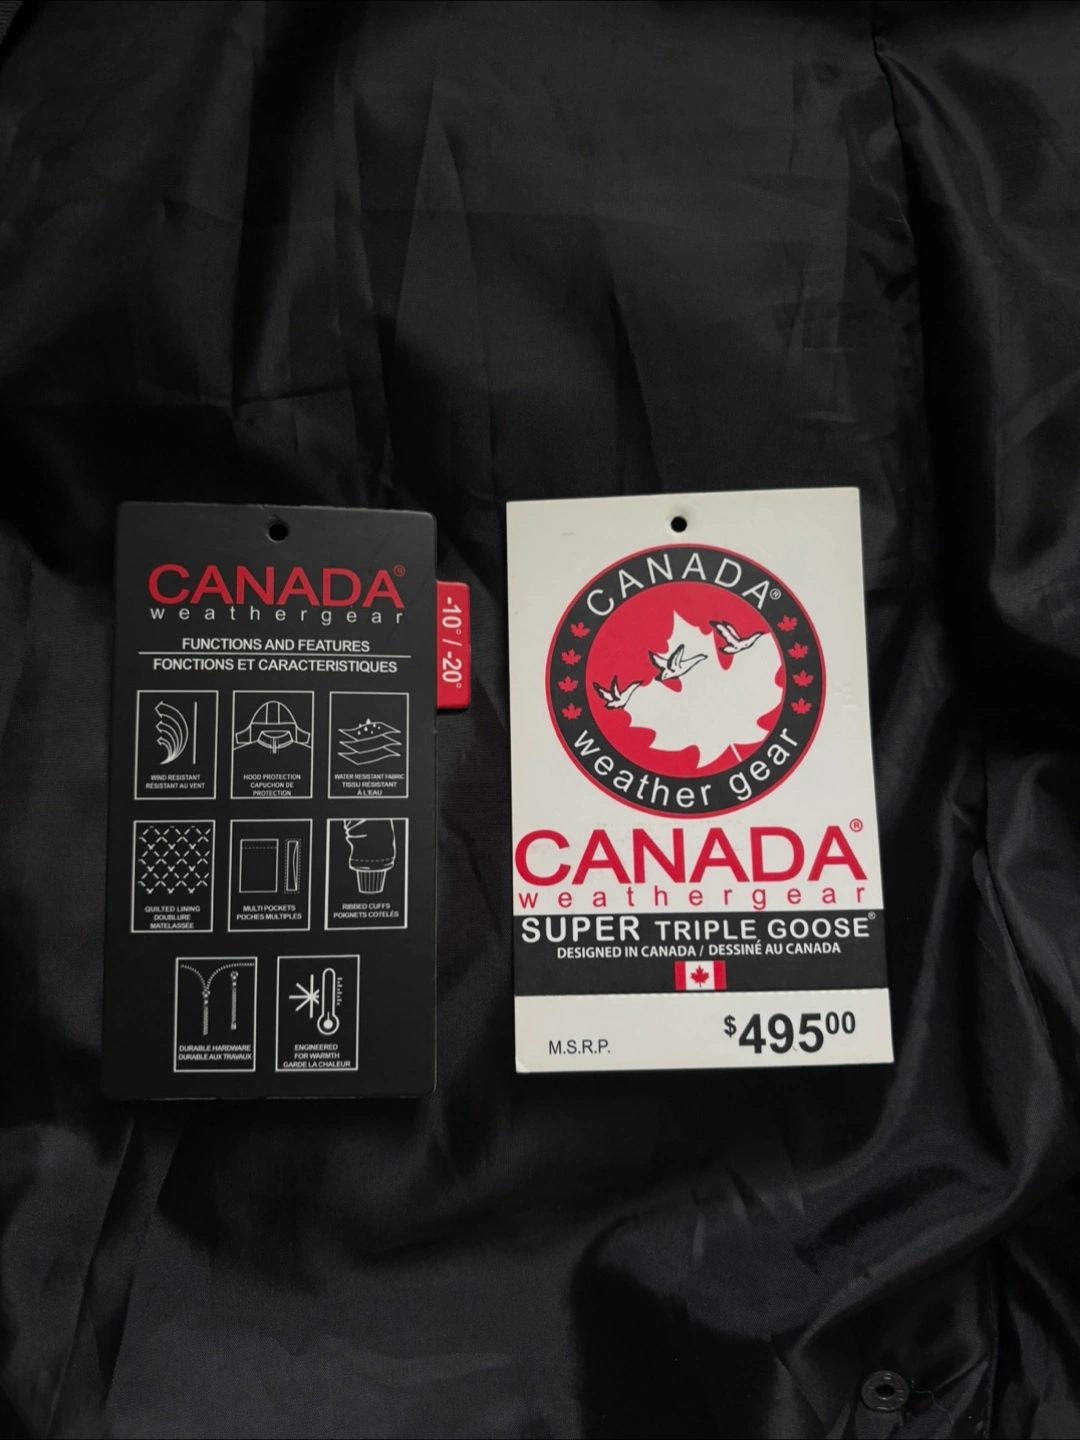 CANADA®
weathergear
FUNCTIONS AND FEATURES
FONCTIONS ET CARACTERISTIQUES
-10° / -20°
WIND RESISTANT
RÉSISTANT AU VENT
HOOD PROTECTION
CAPUCHON DE
PROTECTION
WATER RESISTANT FABRIC
TISSU RÉSISTANT
À L'EAU
QUILTED LINING
DOUBLURE
MATELASSÉE
MULTI POCKETS
POCHES MULTIPLES
RIBBED CUFFS
POIGNETS COTELÉS
DURABLE HARDWARE
DURABLE AUX TRAVAUX
ENGINEERED
FOR WARMTH
GARDE LA CHALEUR
CANADA®
weather gear
CANADA®
weathergear
SUPER TRIPLE GOOSE®
DESIGNED IN CANADA / DESSINÉ AU CANADA
M.S.R.P. $49500